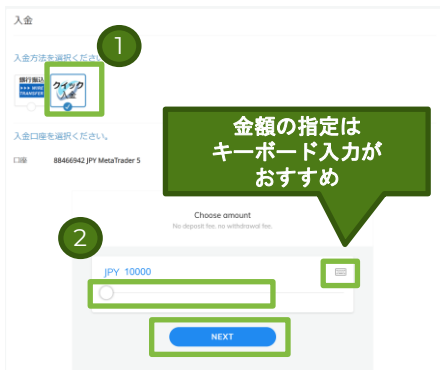 入金
1
入金方法を選択くださ
銀行振込
WIRE
TRANSFER
クイック
入金
入金口座を選択ください。
口座
88466942 JPY MetaTrader 5
金額の指定は
キーボード入力が
おすすめ
Choose amount
No deposit fee, no withdrawal fee.
2
JPY 10000
NEXT